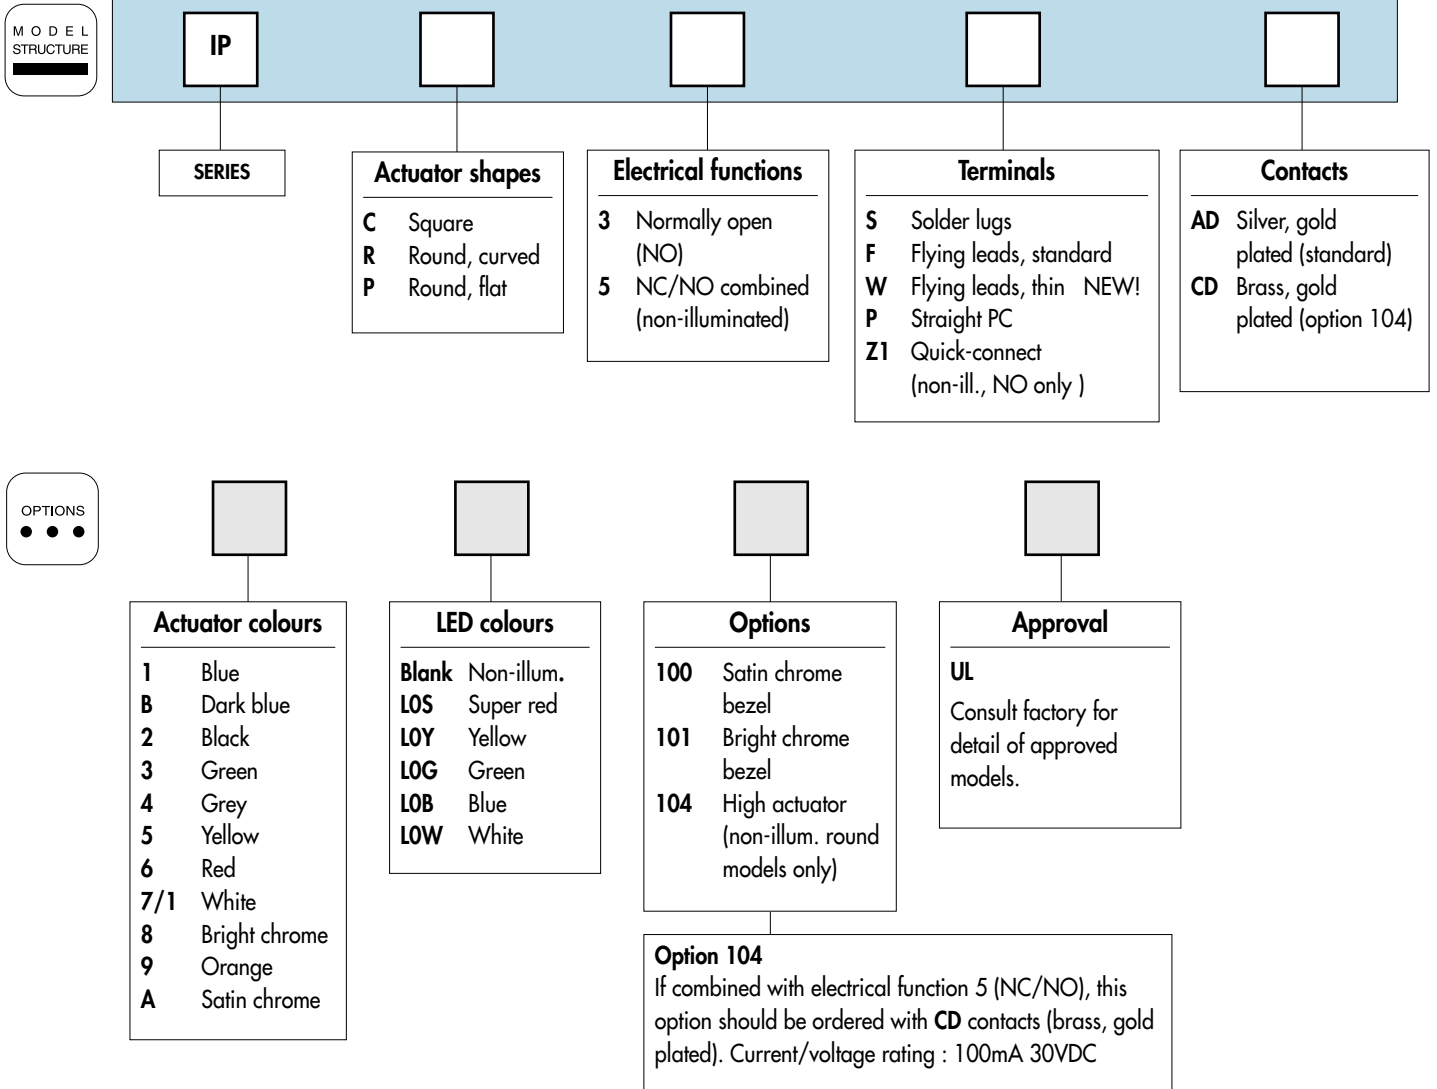 MODEL
STRUCTURE
IP
SERIES
Actuator shapes
C Square
R Round, curved
P Round, flat
Electrical functions
3 Normally open
(NO)
5 NC/NO combined
(non-illuminated)
Terminals
S Solder lugs
F Flying leads, standard
W Flying leads, thin NEW!
P Straight PC
Z1 Quick-connect
(non-ill., NO only )
Contacts
AD Silver, gold
plated (standard)
CD Brass, gold
plated (option 104)
OPTIONS
Actuator colours
1 Blue
B Dark blue
2 Black
3 Green
4 Grey
5 Yellow
6 Red
7/1 White
8 Bright chrome
9 Orange
A Satin chrome
LED colours
Blank Non-illum.
L0S Super red
L0Y Yellow
L0G Green
L0B Blue
L0W White
Options
100 Satin chrome
bezel
101 Bright chrome
bezel
104 High actuator
(non-illum. round
models only)
Approval
UL
Consult factory for
detail of approved
models.
Option 104
If combined with electrical function 5 (NC/NO), this
option should be ordered with CD contacts (brass, gold
plated). Current/voltage rating : 100mA 30VDC